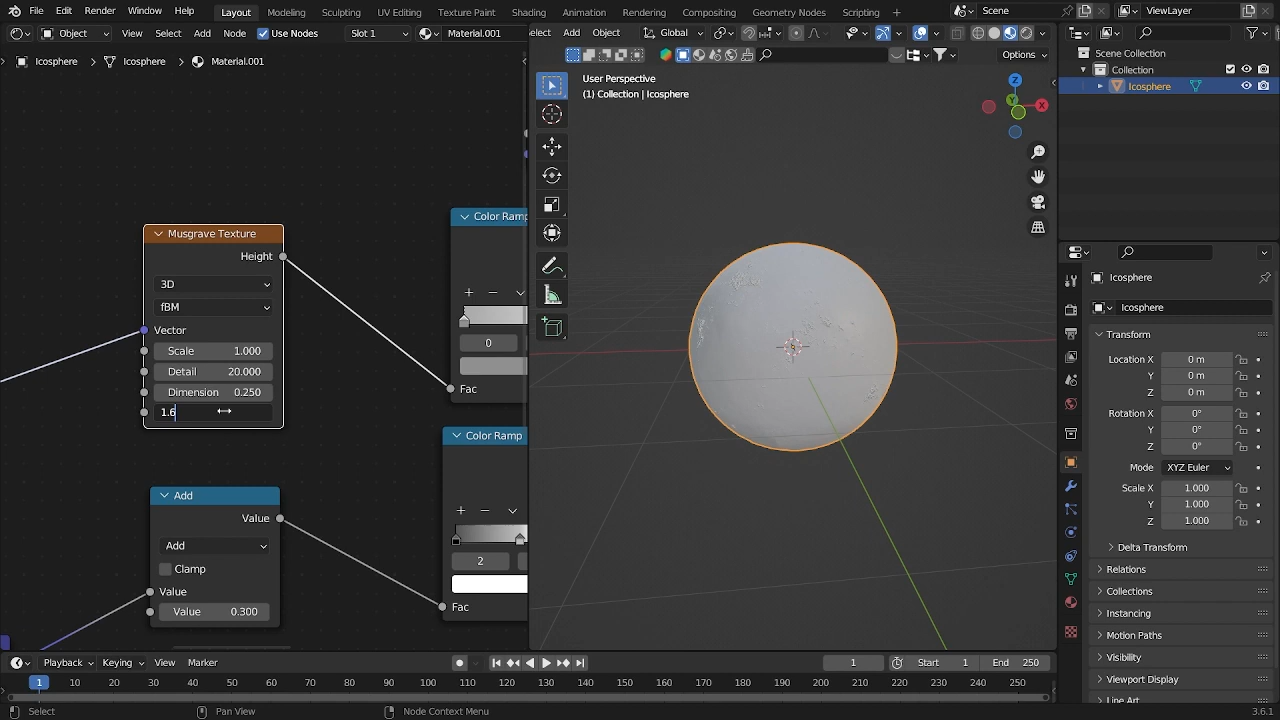 File Edit Render Window Help Layout Modeling Sculpting UV Editing Texture Paint Shading Animation Rendering Compositing Geometry Nodes Scripting + Scene ViewLayer
Object View Select Add Node Use Nodes Slot 1 Material.001
elect Add Object Global
Icosphere > Icosphere > Material.001
Options
User Perspective
(1) Collection | Icosphere
Z
Y
X
Scene Collection
Collection
Icosphere
Musgrave Texture
Height
3D
fBM
Vector
Scale 1.000
Detail 20.000
Dimension 0.250
1.6
Color Ramp
0
Fac
Add
Value
Add
Clamp
Value
Value 0.300
Color Ramp
2
Fac
Icosphere
Icosphere
Transform
Location X 0 m
Y 0 m
Z 0 m
Rotation X 0°
Y 0°
Z 0°
Mode XYZ Euler
Scale X 1.000
Y 1.000
Z 1.000
Delta Transform
Relations
Collections
Instancing
Motion Paths
Visibility
Viewport Display
Line Art
Playback Keying View Marker 1 Start 1 End 250
1 10 20 30 40 50 60 70 80 90 100 110 120 130 140 150 160 170 180 190 200 210 220 230 240 250
Select Pan View Node Context Menu 3.6.1